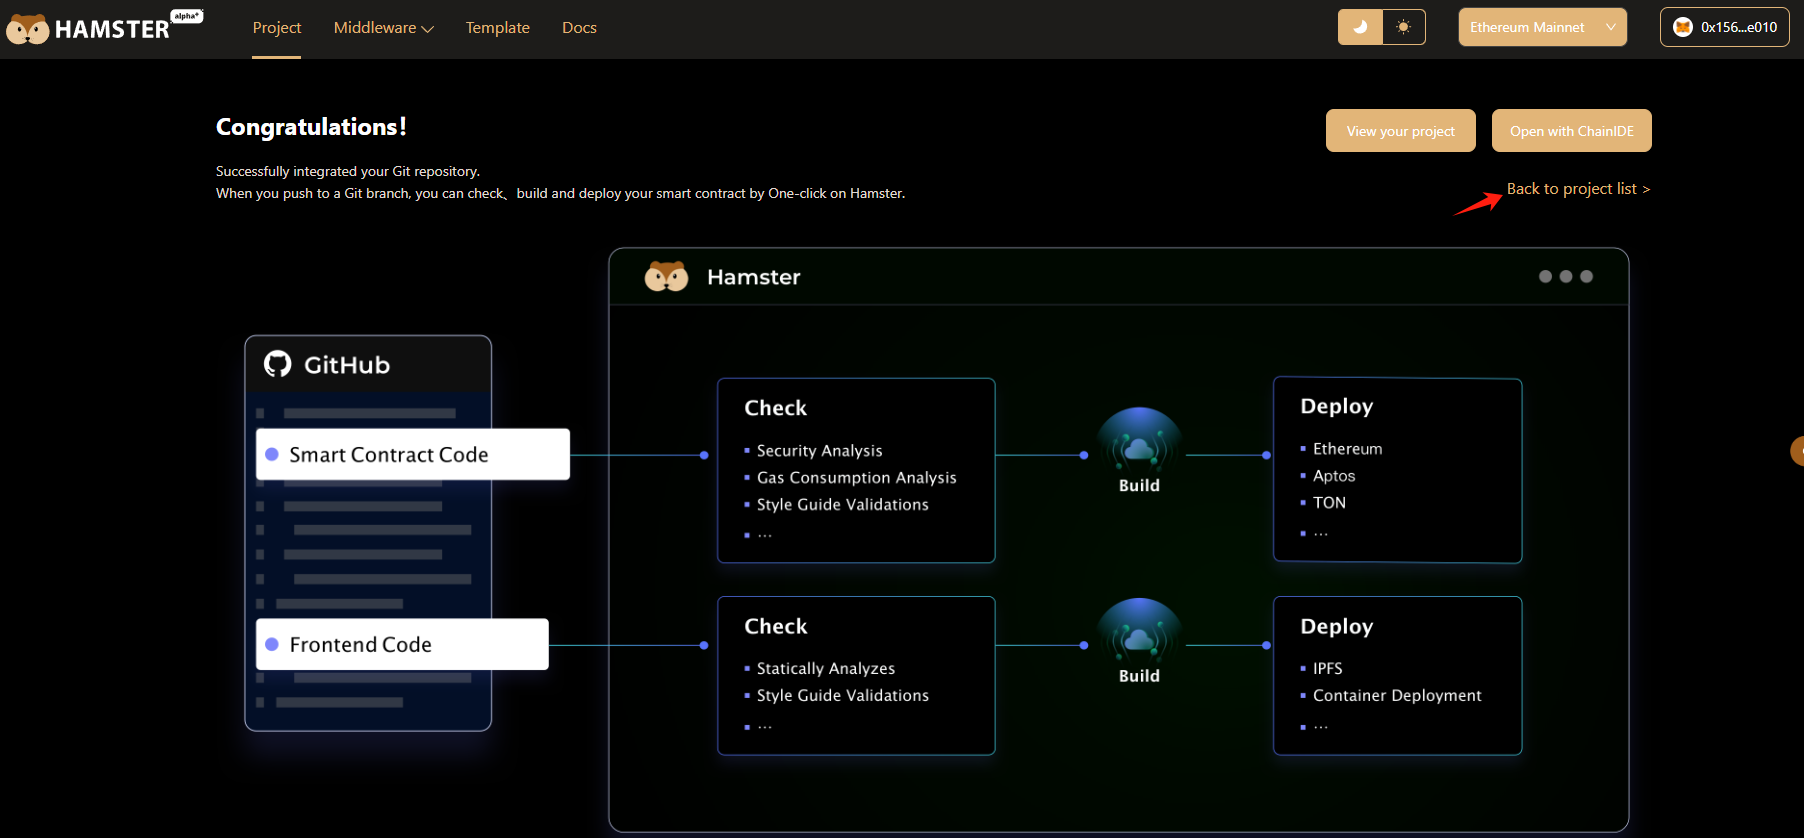 HAMSTER alpha+
Project
Middleware
Template
Docs
Ethereum Mainnet
0x156...e010
Congratulations!
View your project
Open with ChainIDE
Successfully integrated your Git repository.
When you push to a Git branch, you can check、build and deploy your smart contract by One-click on Hamster.
Back to project list >
Hamster
GitHub
Smart Contract Code
Check
Security Analysis
Gas Consumption Analysis
Style Guide Validations
...
Build
Deploy
Ethereum
Aptos
TON
...
Frontend Code
Check
Statically Analyzes
Style Guide Validations
...
Build
Deploy
IPFS
Container Deployment
...